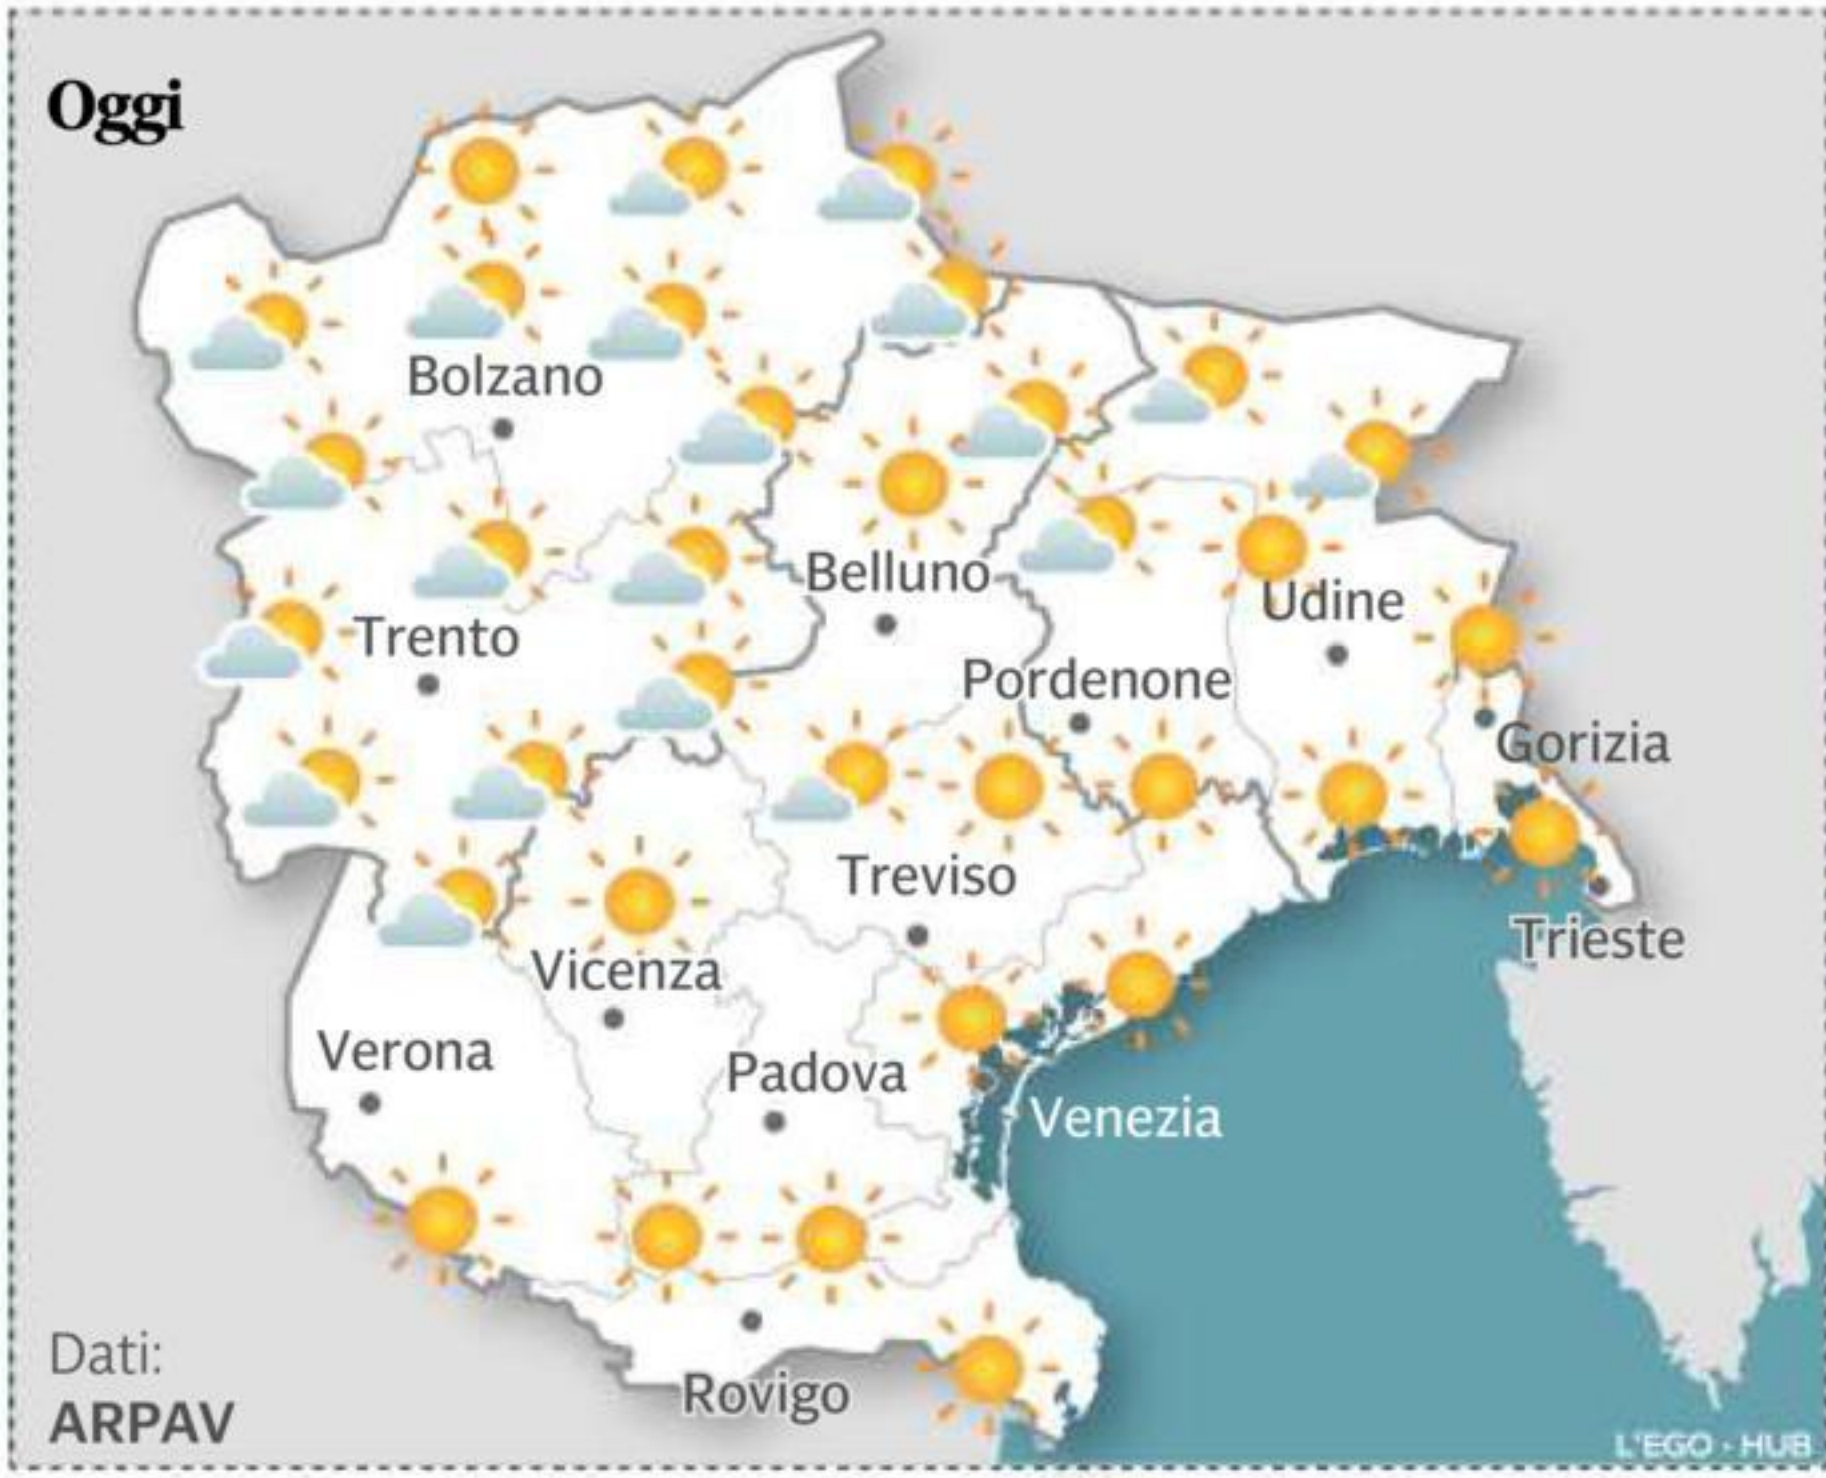 Oggi
Bolzano
Belluno
Udine
Trento
Pordenone
Gorizia
Treviso
Trieste
Vicenza
Verona
Padova
Venezia
Dati:
ARPAV
Rovigo
L'EGO - HUB